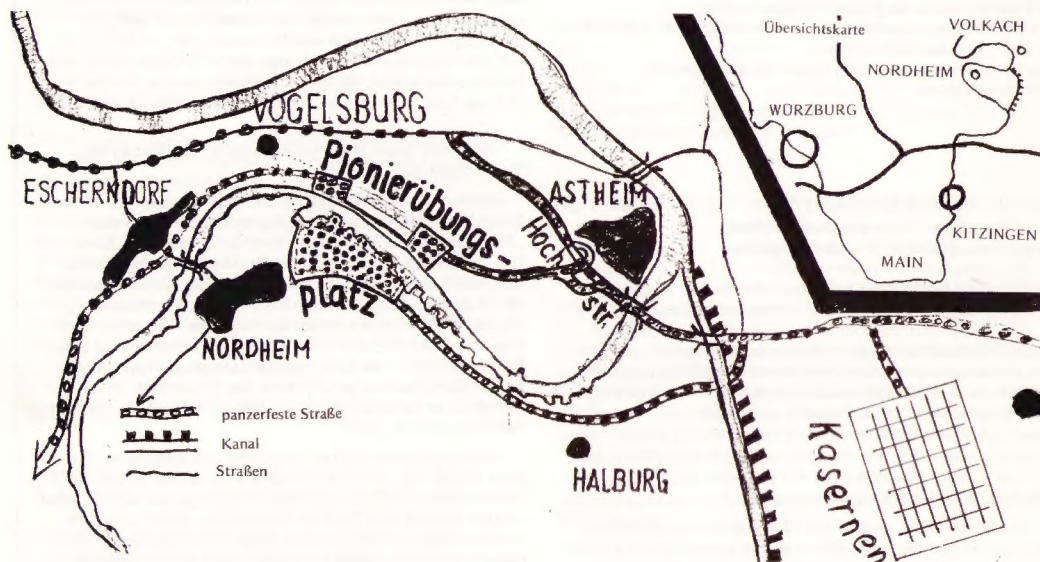 VOGELSBURG
ESCHERNDORF
Pionierübungs-
platz
NORDHEIM
ASTHEIM
Hoch
str.
HALBURG
Kasernen
panzerfeste Straße
Kanal
Straßen
Übersichtskarte
VOLKACH
NORDHEIM
WÜRZBURG
KITZINGEN
MAIN